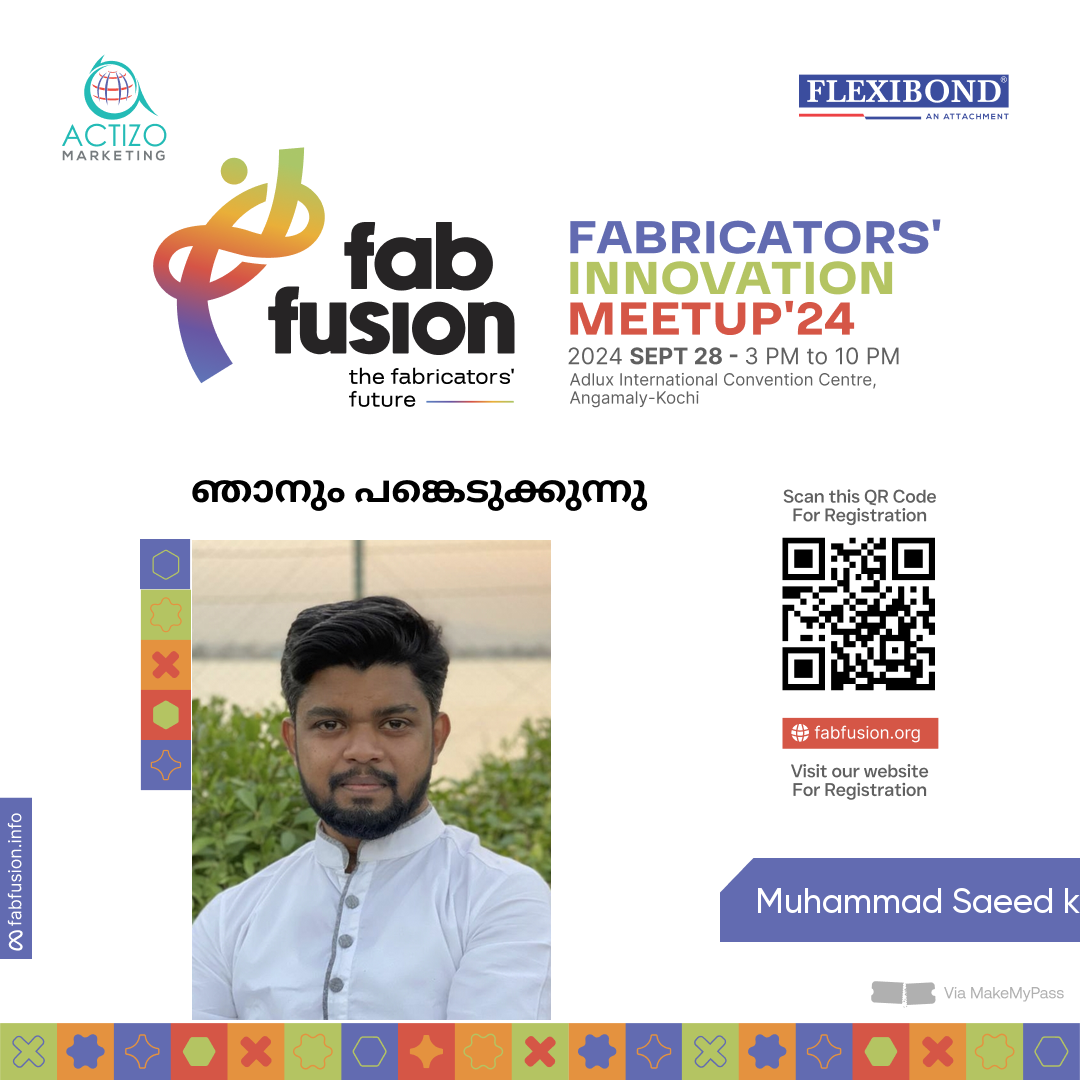 ACTIZO
MARKETING
FLEXIBOND®
AN ATTACHMENT
fab
fusion
the fabricators'
future
FABRICATORS'
INNOVATION
MEETUP'24
2024 SEPT 28 - 3 PM to 10 PM
Adlux International Convention Centre,
Angamaly-Kochi
ഞാനും പങ്കെടുക്കുന്നു
Scan this QR Code
For Registration
fabfusion.org
Visit our website
For Registration
fabfusion.info
Muhammad Saeed k
Via MakeMyPass